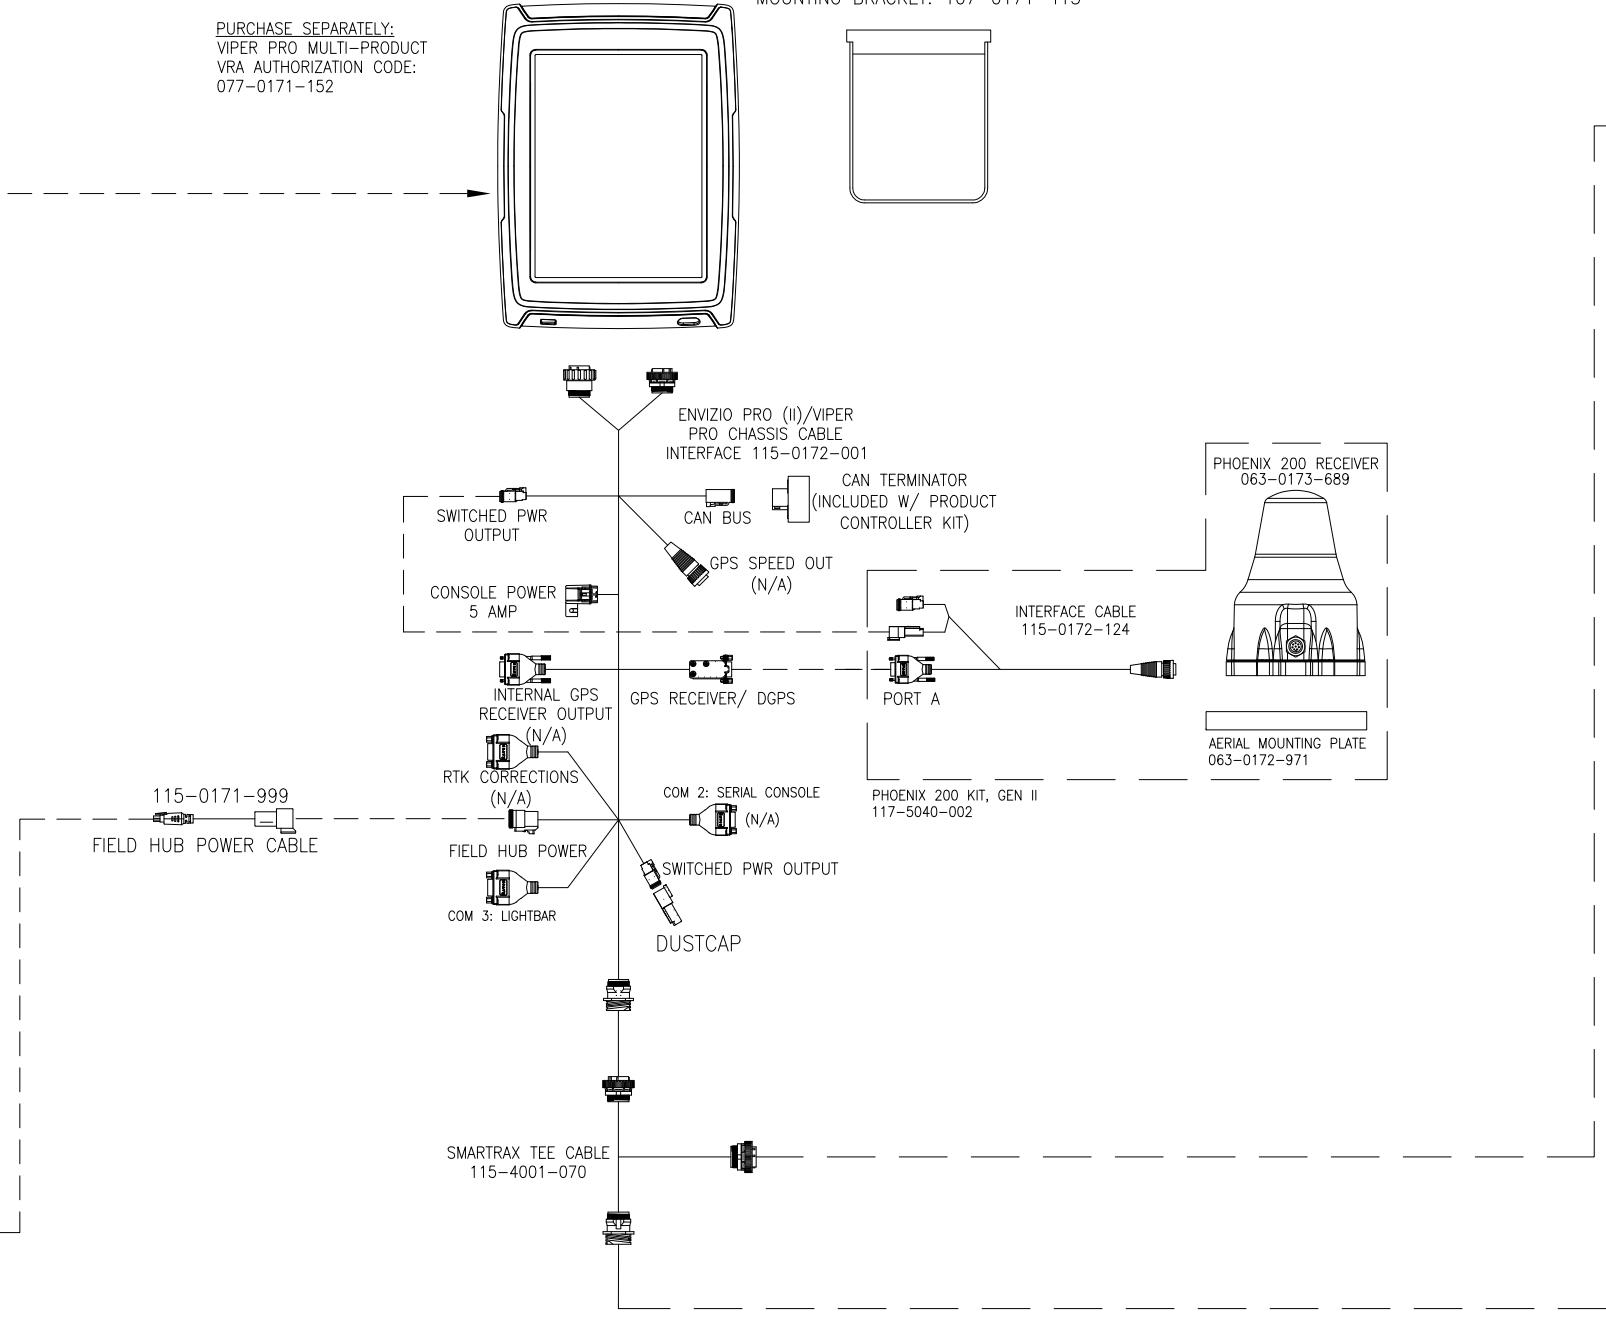 MOUNTING BRACKET: 107-0171-415
PURCHASE SEPARATELY:
VIPER PRO MULTI-PRODUCT
VRA AUTHORIZATION CODE:
077-0171-152
ENVIZIO PRO (II)/VIPER
PRO CHASSIS CABLE
INTERFACE 115-0172-001
SWITCHED PWR
OUTPUT
CAN BUS
CAN TERMINATOR
(INCLUDED W/ PRODUCT
CONTROLLER KIT)
GPS SPEED OUT
(N/A)
CONSOLE POWER
5 AMP
PHOENIX 200 RECEIVER
063-0173-689
INTERFACE CABLE
115-0172-124
INTERNAL GPS
RECEIVER OUTPUT
(N/A)
GPS RECEIVER/ DGPS
PORT A
AERIAL MOUNTING PLATE
063-0172-971
PHOENIX 200 KIT, GEN II
117-5040-002
RTK CORRECTIONS
(N/A)
COM 2: SERIAL CONSOLE
(N/A)
115-0171-999
FIELD HUB POWER CABLE
FIELD HUB POWER
SWITCHED PWR OUTPUT
COM 3: LIGHTBAR
DUSTCAP
SMARTRAX TEE CABLE
115-4001-070